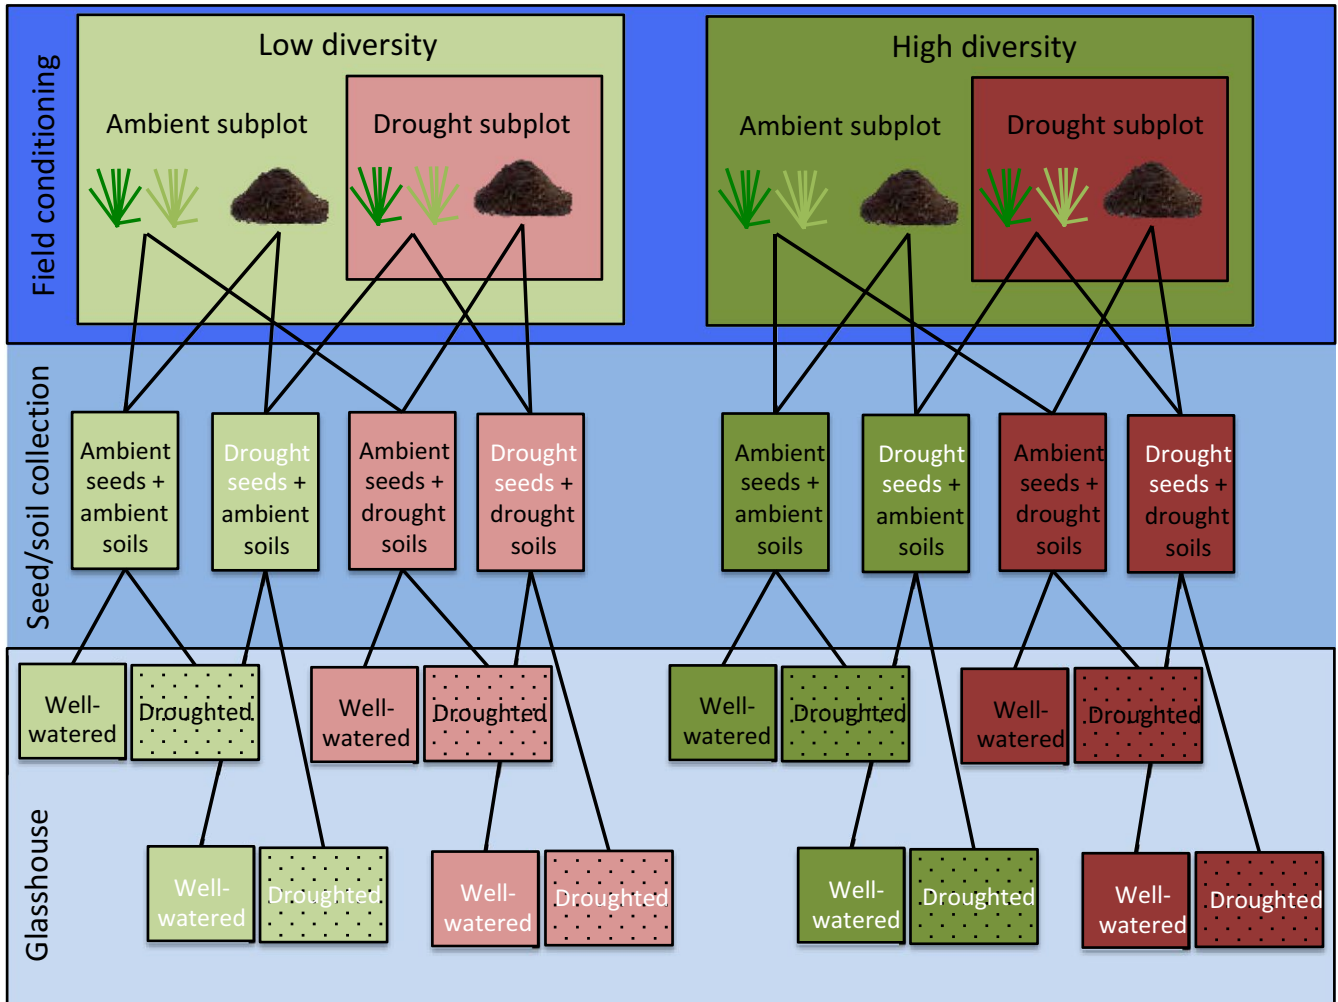 Field conditioning
Low diversity
Ambient subplot
Drought subplot
High diversity
Ambient subplot
Drought subplot
Seed/soil collection
Ambient
seeds +
ambient
soils
Drought
seeds +
ambient
soils
Ambient
seeds +
drought
soils
Drought
seeds +
drought
soils
Ambient
seeds +
ambient
soils
Drought
seeds +
ambient
soils
Ambient
seeds +
drought
soils
Drought
seeds +
drought
soils
Glasshouse
Well-
watered
Droughted
Well-
watered
Droughted
Well-
watered
Droughted
Well-
watered
Droughted
Well-
watered
Droughted
Well-
watered
Droughted
Well-
watered
Droughted
Well-
watered
Droughted